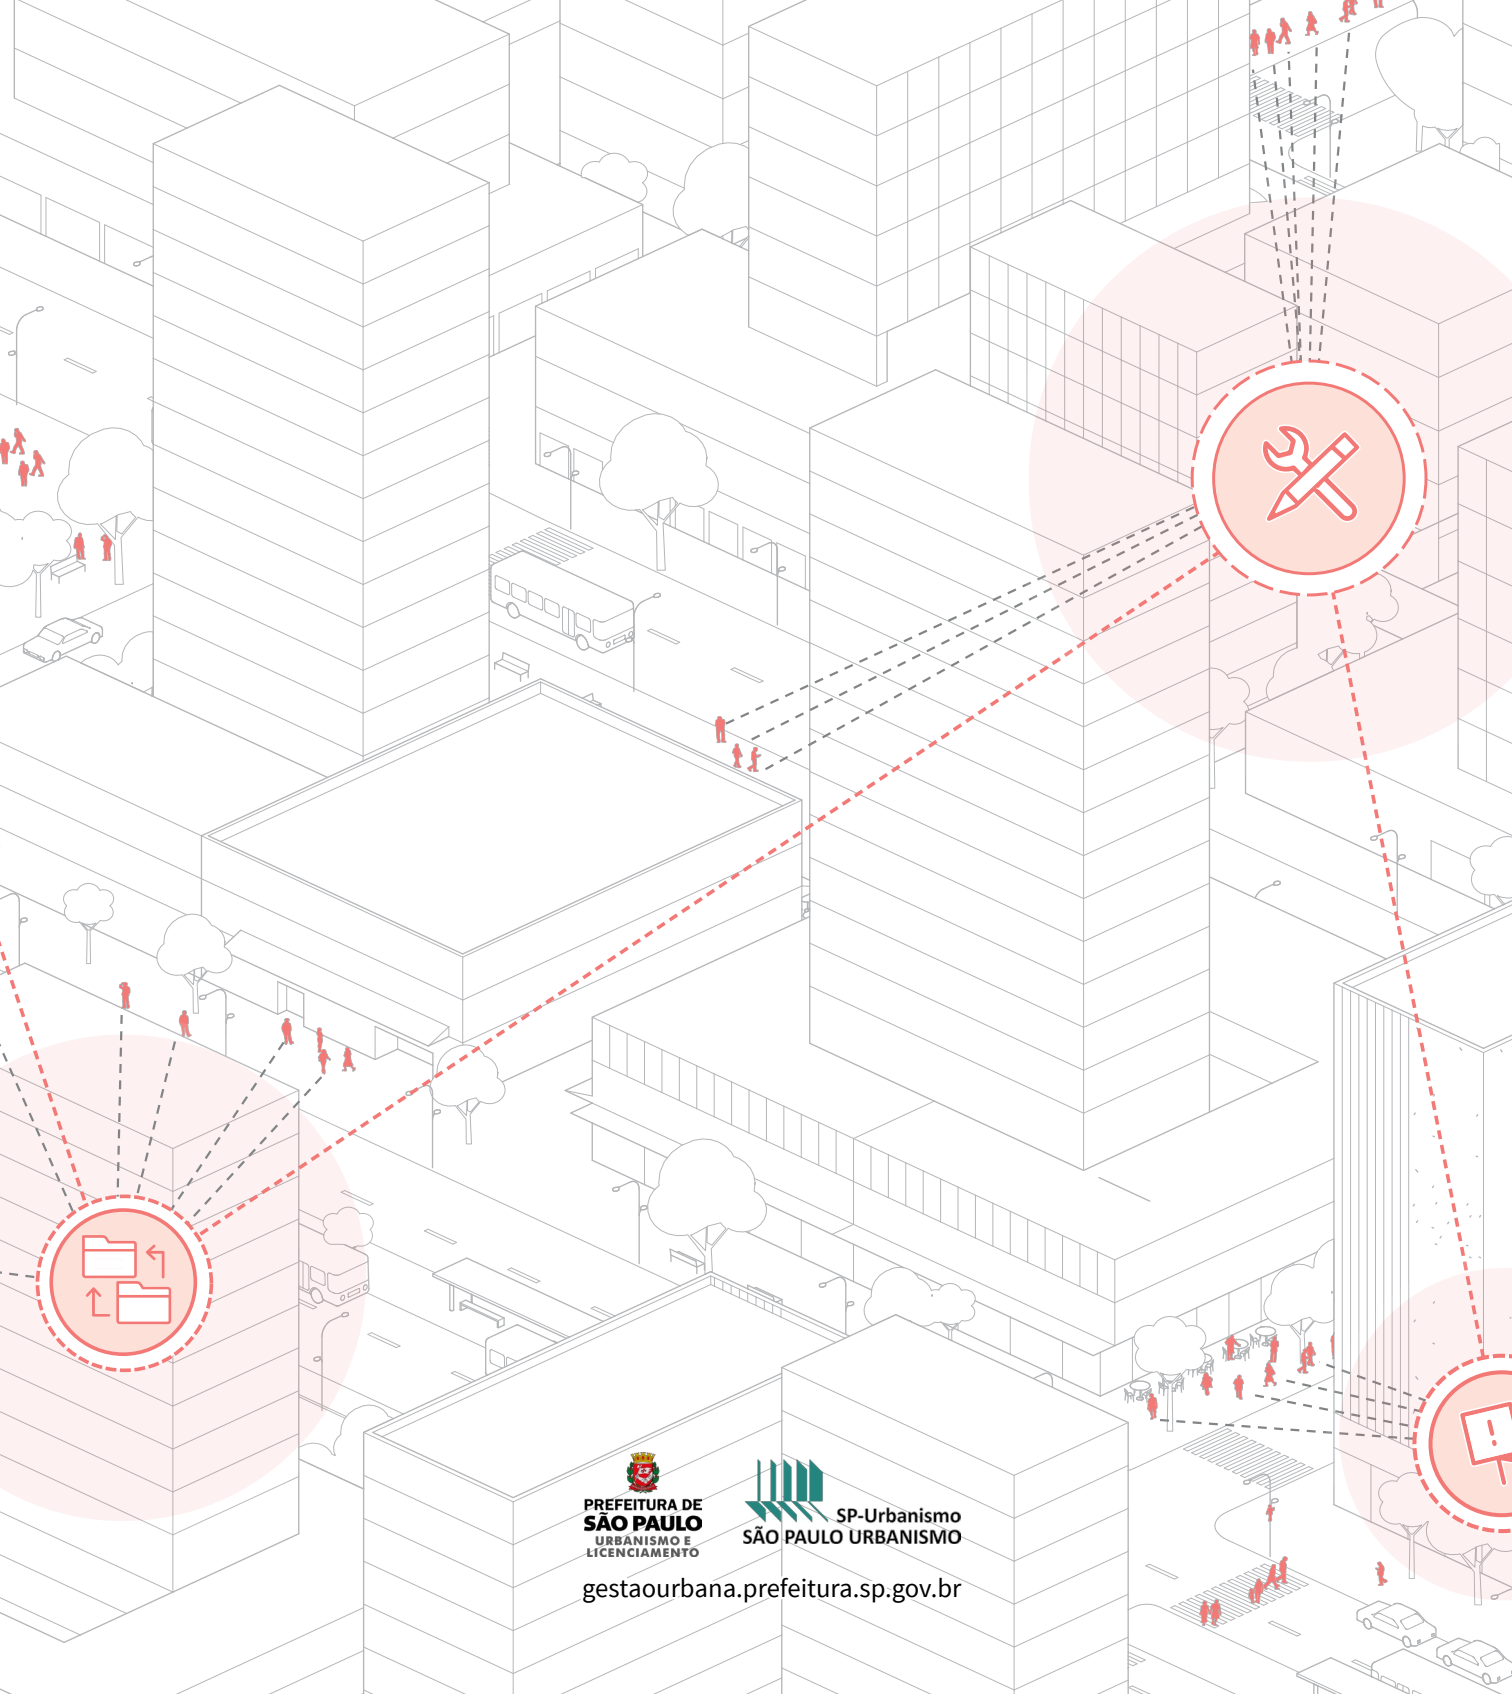 PREFEITURA DE
SÃO PAULO
URBANISMO E
LICENCIAMENTO
SP-Urbanismo
SÃO PAULO URBANISMO
gestaourbana.prefeitura.sp.gov.br